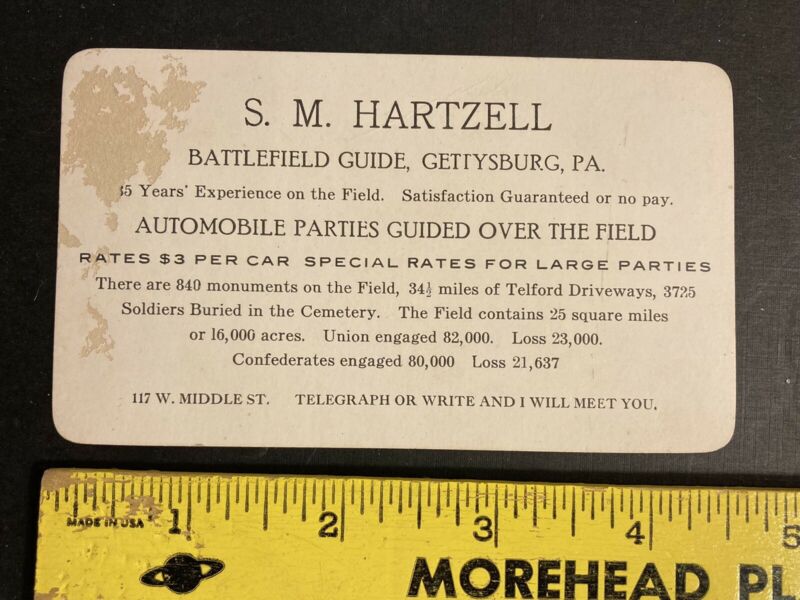 S. M. HARTZELL
BATTLEFIELD GUIDE, GETTYSBURG, PA.
Years' Experience on the Field. Satisfaction Guaranteed or no pay.
AUTOMOBILE PARTIES GUIDED OVER THE FIELD
RATES $3 PER CAR SPECIAL RATES FOR LARGE PARTIES
There are 840 monuments on the Field, 34½ miles of Telford Driveways, 3725
Soldiers Buried in the Cemetery. The Field contains 25 square miles
or 16,000 acres. Union engaged 82,000. Loss 23,000.
Confederates engaged 80,000 Loss 21,637
117 W. MIDDLE ST. TELEGRAPH OR WRITE AND I WILL MEET YOU.
1 2 3 4 5
MADE IN USA
MOREHEAD PL